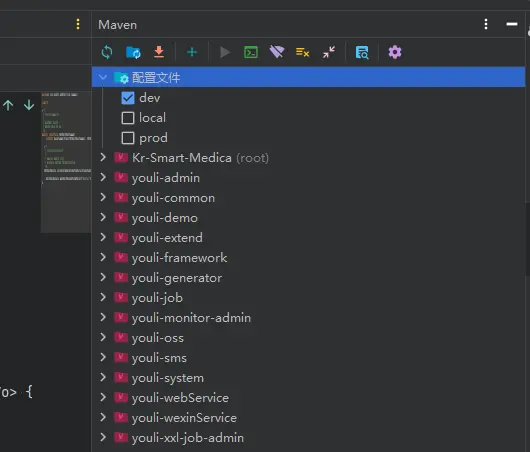 Maven
配置文件
dev
local
prod
Kr-Smart-Medica (root)
youli-admin
youli-common
youli-demo
youli-extend
youli-framework
youli-generator
youli-job
youli-monitor-admin
youli-oss
youli-sms
youli-system
youli-webService
o> {
youli-wexinService
youli-xxl-job-admin